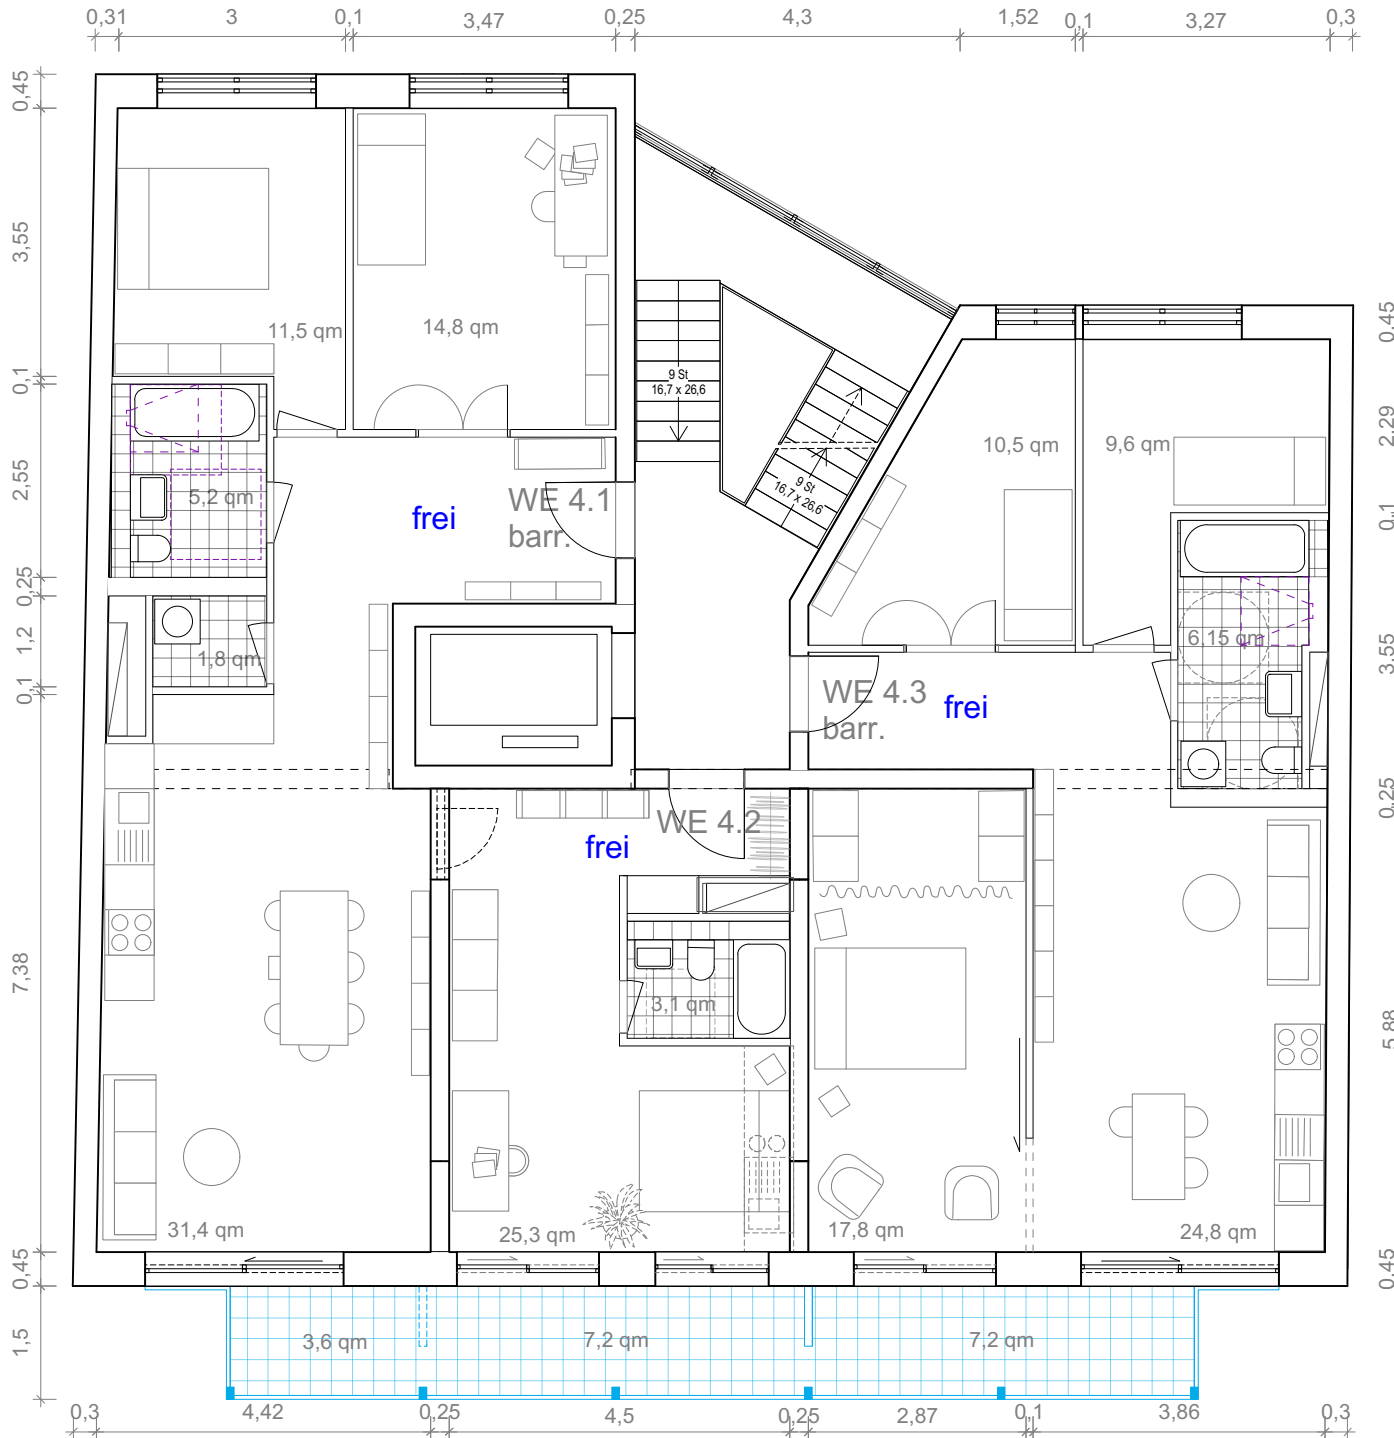 0,31 3 0,1 3,47 0,25 4,3 1,52 0,1 3,27 0,3
0,45
3,55
0,1
2,55
0,25
1,2
0,1
7,38
0,45
1,5
11,5 qm
14,8 qm
9 St
16,7 x 26,6
9 St
16,7 x 26,6
10,5 qm
9,6 qm
5,2 qm
frei
WE 4.1
barr.
1,8 qm
6,15 qm
WE 4.3
barr.
frei
WE 4.2
frei
3,1 qm
31,4 qm
25,3 qm
17,8 qm
24,8 qm
3,6 qm
7,2 qm
7,2 qm
0,45
2,29
0,1
3,55
0,25
5,88
0,45
0,3 4,42 0,25 4,5 0,25 2,87 0,1 3,86 0,3